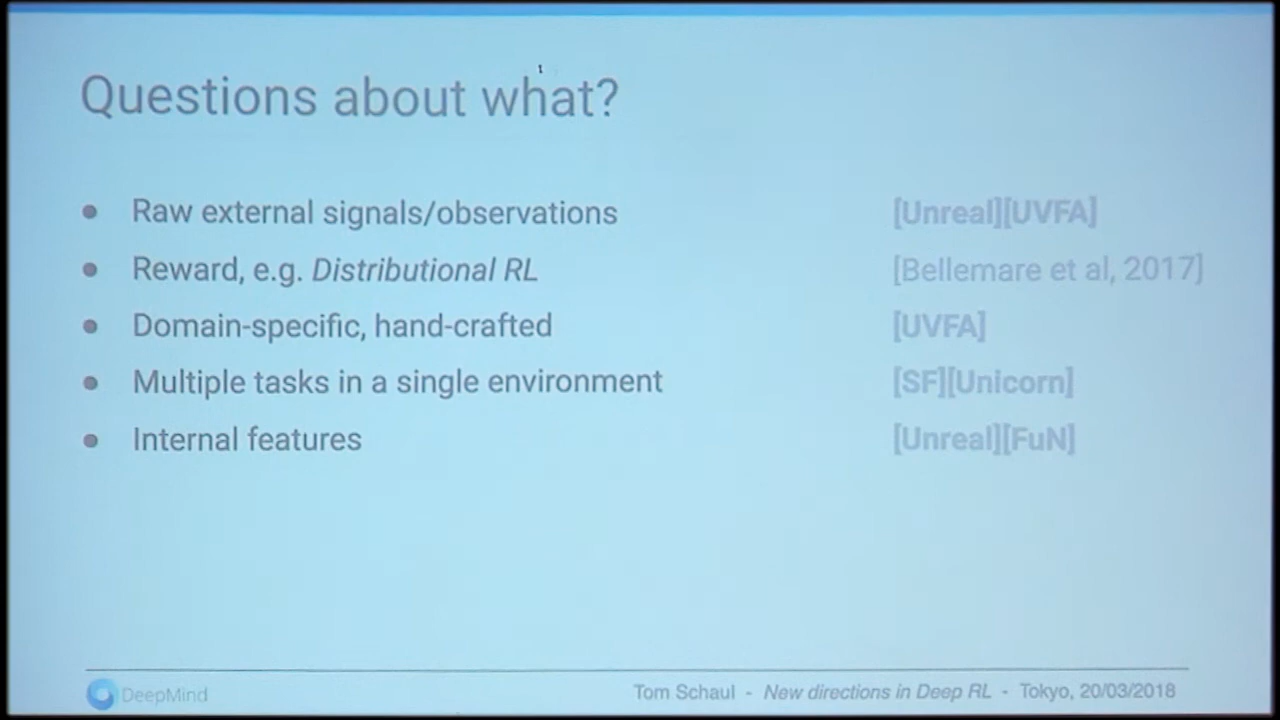 Questions about what?
● Raw external signals/observations [Unreal][UVFA]
● Reward, e.g. Distributional RL [Bellemare et al, 2017]
● Domain-specific, hand-crafted [UVFA]
● Multiple tasks in a single environment [SF][Unicorn]
● Internal features [Unreal][FuN]
DeepMind Tom Schaul - New directions in Deep RL - Tokyo, 20/03/2018